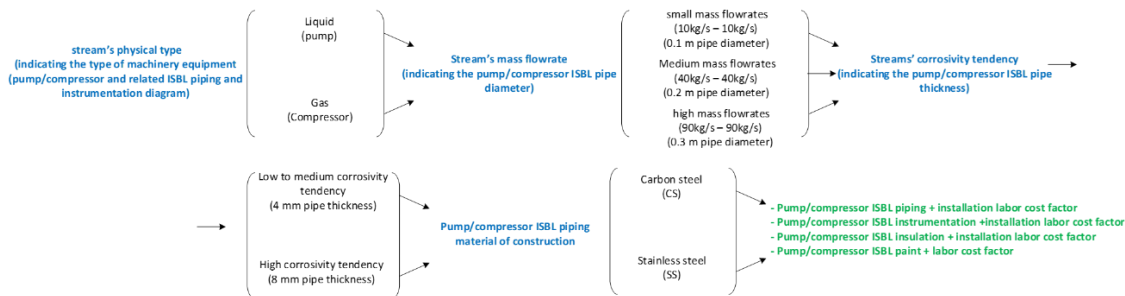 stream's physical type
(indicating the type of machinery equipment
(pump/compressor and related ISBL piping and
instrumentation diagram)
Liquid
(pump)
Gas
(Compressor)
Stream's mass flowrate
(indicating the pump/compressor ISBL pipe
diameter)
small mass flowrates
(10kg/s – 10kg/s)
(0.1 m pipe diameter)
Medium mass flowrates
(40kg/s – 40kg/s)
(0.2 m pipe diameter)
high mass flowrates
(90kg/s – 90kg/s)
(0.3 m pipe diameter)
Streams' corrosivity tendency
(indicating the pump/compressor ISBL pipe
thickness)
Low to medium corrosivity
tendency
(4 mm pipe thickness)
High corrosivity tendency
(8 mm pipe thickness)
Pump/compressor ISBL piping
material of construction
Carbon steel
(CS)
Stainless steel
(SS)
- Pump/compressor ISBL piping + installation labor cost factor
- Pump/compressor ISBL instrumentation +installation labor cost factor
- Pump/compressor ISBL insulation + installation labor cost factor
- Pump/compressor ISBL paint + labor cost factor